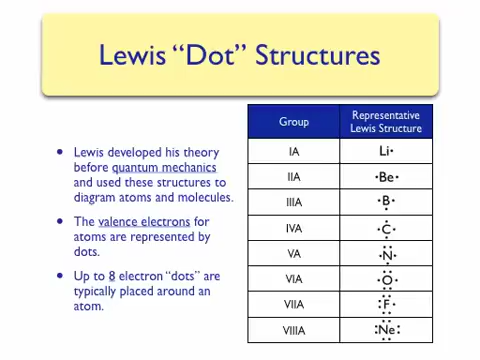 Lewis “Dot” Structures
• Lewis developed his theory
before quantum mechanics
and used these structures to
diagram atoms and molecules.
• The valence electrons for
atoms are represented by
dots.
• Up to 8 electron “dots” are
typically placed around an
atom.
Group Representative
Lewis Structure
IA Li
IIA Be
IIIA B
IVA C
VA N
VIA O
VIIA F
VIIIA Ne